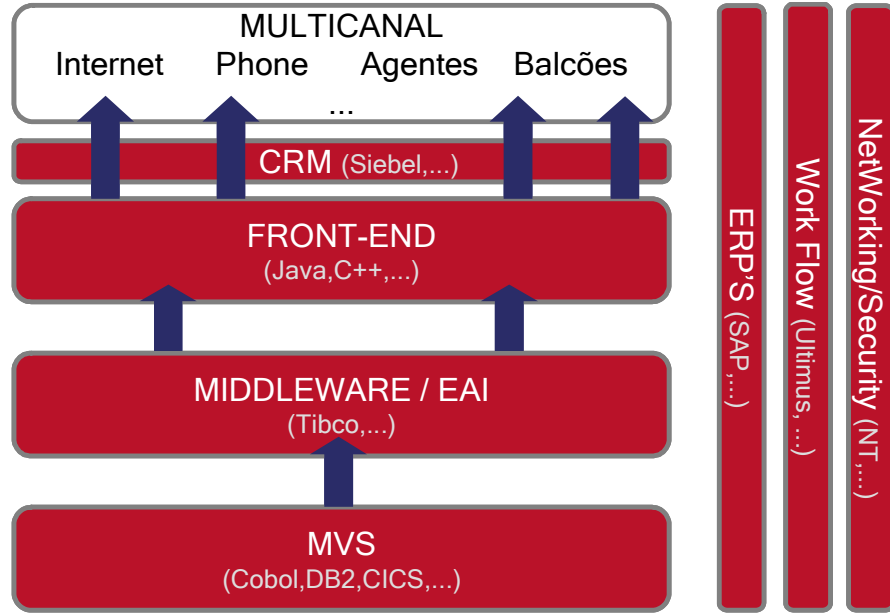 MULTICANAL
Internet Phone Agentes Balcões
...
CRM (Siebel,...)
FRONT-END
(Java,C++,...)
MIDDLEWARE / EAI
(Tibco,...)
MVS
(Cobol,DB2,CICS,...)
ERP'S (SAP,...)
Work Flow (Ultimus, ...)
NetWorking/Security (NT,...)